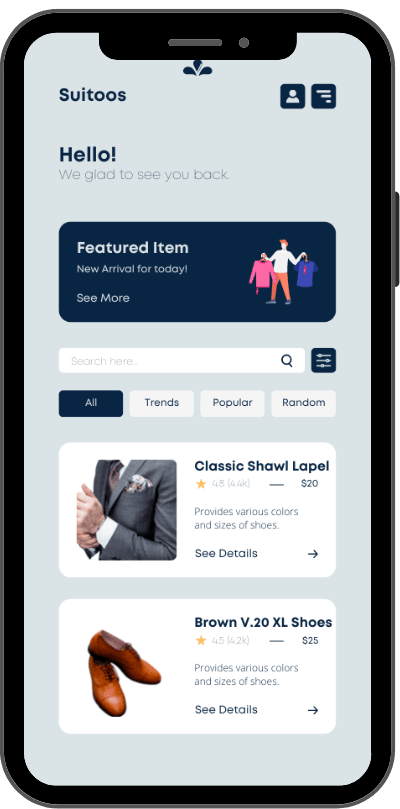 Suitoos
Hello!
We glad to see you back.
Featured Item
New Arrival for today!
See More
Search here...
All
Trends
Popular
Random
Classic Shawl Lapel
4.8 (4.4k) — $20
Provides various colors
and sizes of shoes.
See Details
Brown V.20 XL Shoes
4.5 (4.2k) — $25
Provides various colors
and sizes of shoes.
See Details